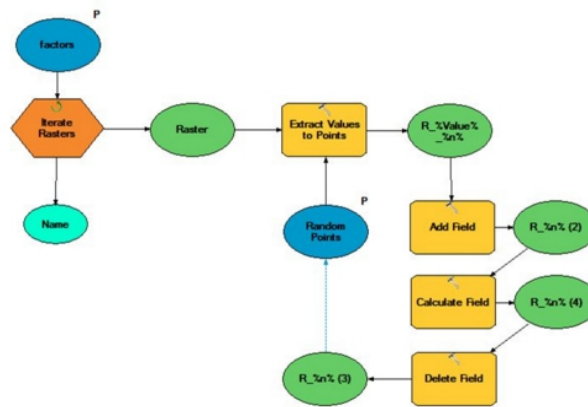 P
factors
Iterate
Rasters
Raster
Extract Values
to Points
R_%Value%
_%n%
Name
P
Random
Points
Add Field
R_%n% (2)
Calculate Field
R_%n% (4)
R_%n% (3)
Delete Field